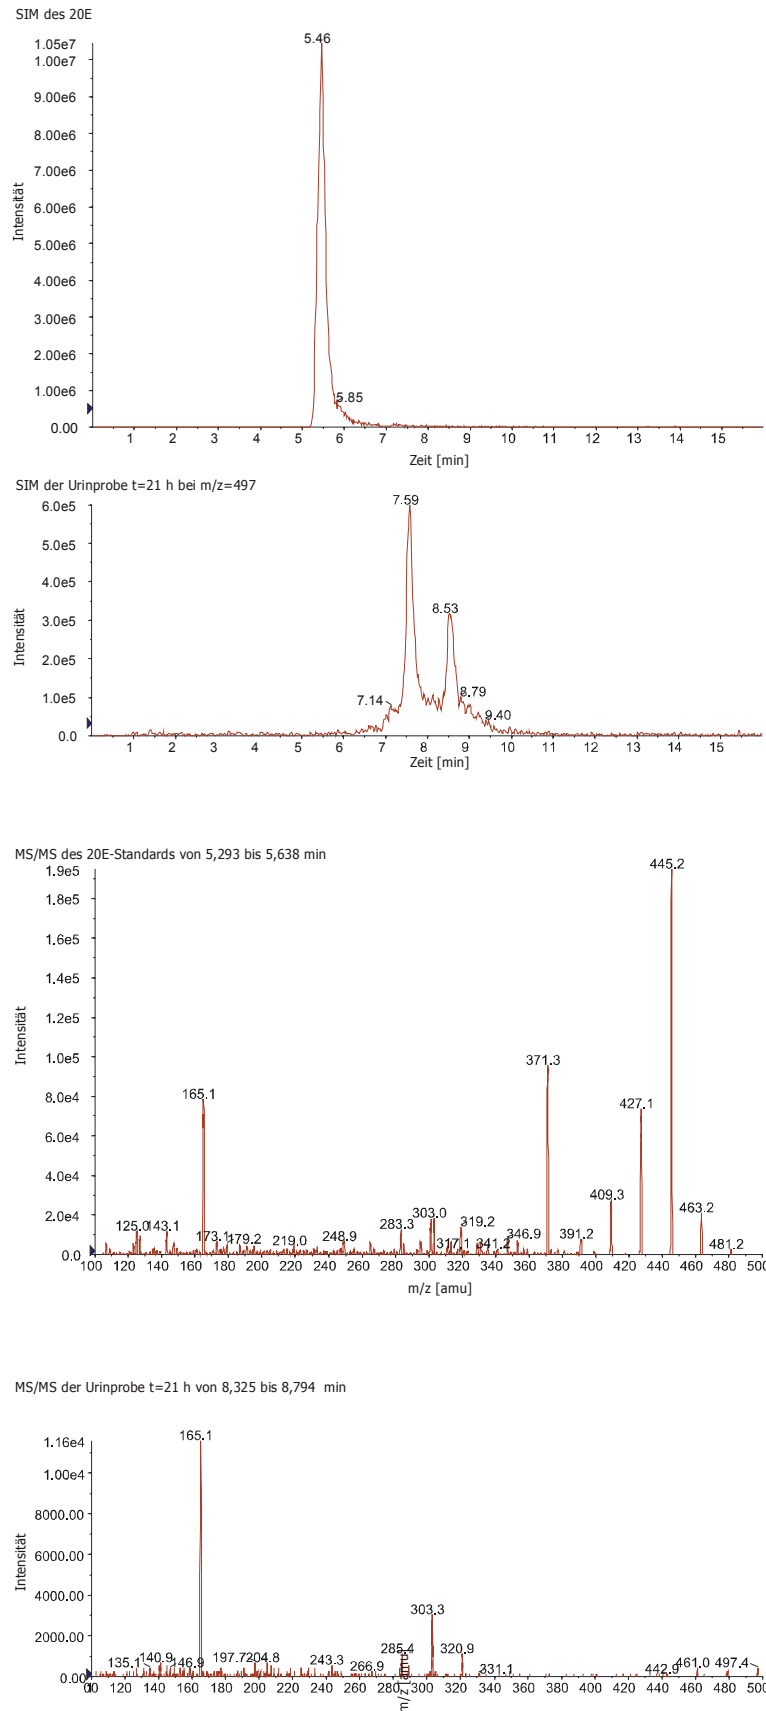 SIM des 20E
1.05e7
5.46
1.00e7
9.00e6
8.00e6
7.00e6
6.00e6
5.00e6
4.00e6
3.00e6
2.00e6
1.00e6
5.85
0.00
Intensität
1 2 3 4 5 6 7 8 9 10 11 12 13 14 15
Zeit [min]
SIM der Urinprobe t=21 h bei m/z=497
6.0e5
7.59
5.0e5
4.0e5
3.0e5
8.53
2.0e5
1.0e5
7.14
8.79
9.40
0.0
Intensität
1 2 3 4 5 6 7 8 9 10 11 12 13 14 15
Zeit [min]
MS/MS des 20E-Standards von 5,293 bis 5,638 min
1.9e5
445.2
1.8e5
1.6e5
1.4e5
1.2e5
1.0e5
371.3
8.0e4
165.1
427.1
6.0e4
4.0e4
409.3
2.0e4
125.0 143.1 173.1 179.2 219.0 248.9 283.3 303.0 317.1 319.2 341.2 346.9 391.2 463.2 481.2
0.0
Intensität
100 120 140 160 180 200 220 240 260 280 300 320 340 360 380 400 420 440 460 480 500
m/z [amu]
MS/MS der Urinprobe t=21 h von 8,325 bis 8,794 min
1.16e4
165.1
1.00e4
8000.00
6000.00
4000.00
303.3
2000.00
135.1 140.9 197.7 204.8 243.3 266.9 285.4 320.9 331.1 442.9 461.0 497.4
0.00
Intensität
100 120 140 160 180 200 220 240 260 280 300 320 340 360 380 400 420 440 460 480 500
m/z [amu]